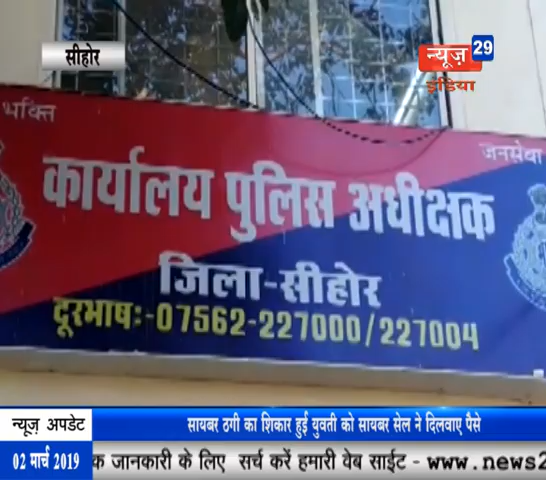 सीहोर
न्यूज़ 29
इंडिया
भक्ति
जनसेवा
कार्यालय पुलिस अधीक्षक
जिला-सीहोर
दूरभाषः-07562-227000/227004
न्यूज़ अपडेट
सायबर ठगी का शिकार हुई युवती को सायबर सेल ने दिलवाए पैसे
02 मार्च 2019
क जानकारी के लिए सर्च करें हमारी वेब साईट - www.news2